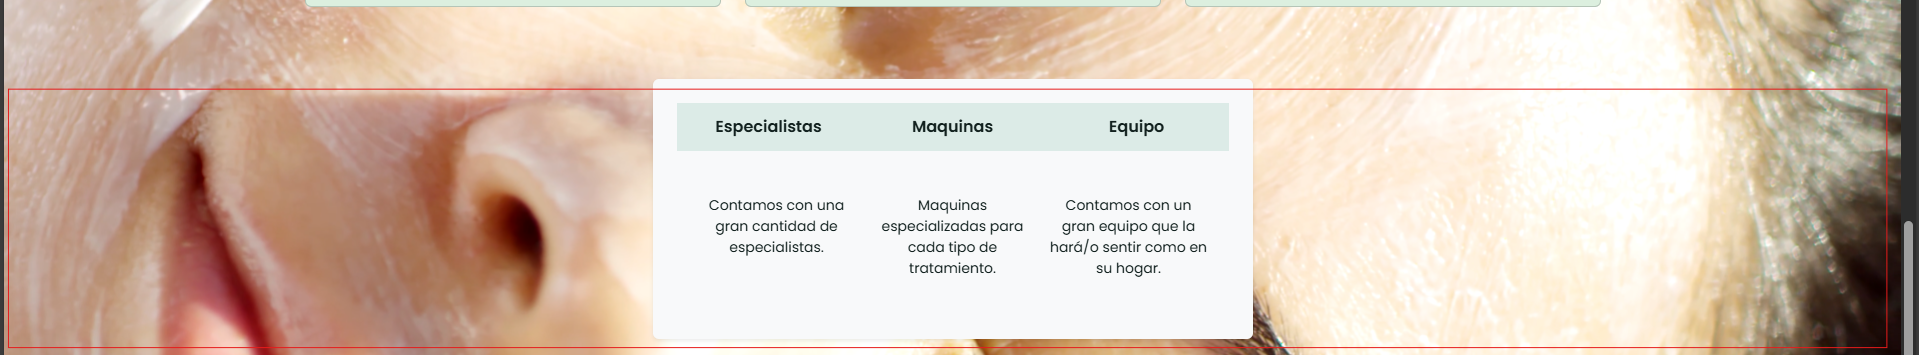 Especialistas Maquinas Equipo
Contamos con una
gran cantidad de
especialistas.
Maquinas
especializadas para
cada tipo de
tratamiento.
Contamos con un
gran equipo que la
hará/o sentir como en
su hogar.